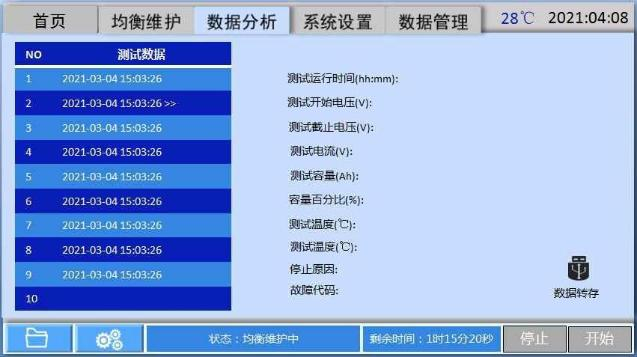 首页 均衡维护 数据分析 系统设置 数据管理 28℃ 2021:04:08
NO 测试数据
1 2021-03-04 15:03:26
2 2021-03-04 15:03:26 >>
3 2021-03-04 15:03:26
4 2021-03-04 15:03:26
5 2021-03-04 15:03:26
6 2021-03-04 15:03:26
7 2021-03-04 15:03:26
8 2021-03-04 15:03:26
9 2021-03-04 15:03:26
10
测试运行时间(hh:mm):
测试开始电压(V):
测试截止电压(V):
测试电流(V):
测试容量(Ah):
容量百分比(%):
测试温度(℃):
测试温度(℃):
停止原因:
故障代码:
数据转存
状态：均衡维护中 剩余时间：1时15分20秒 停止 开始